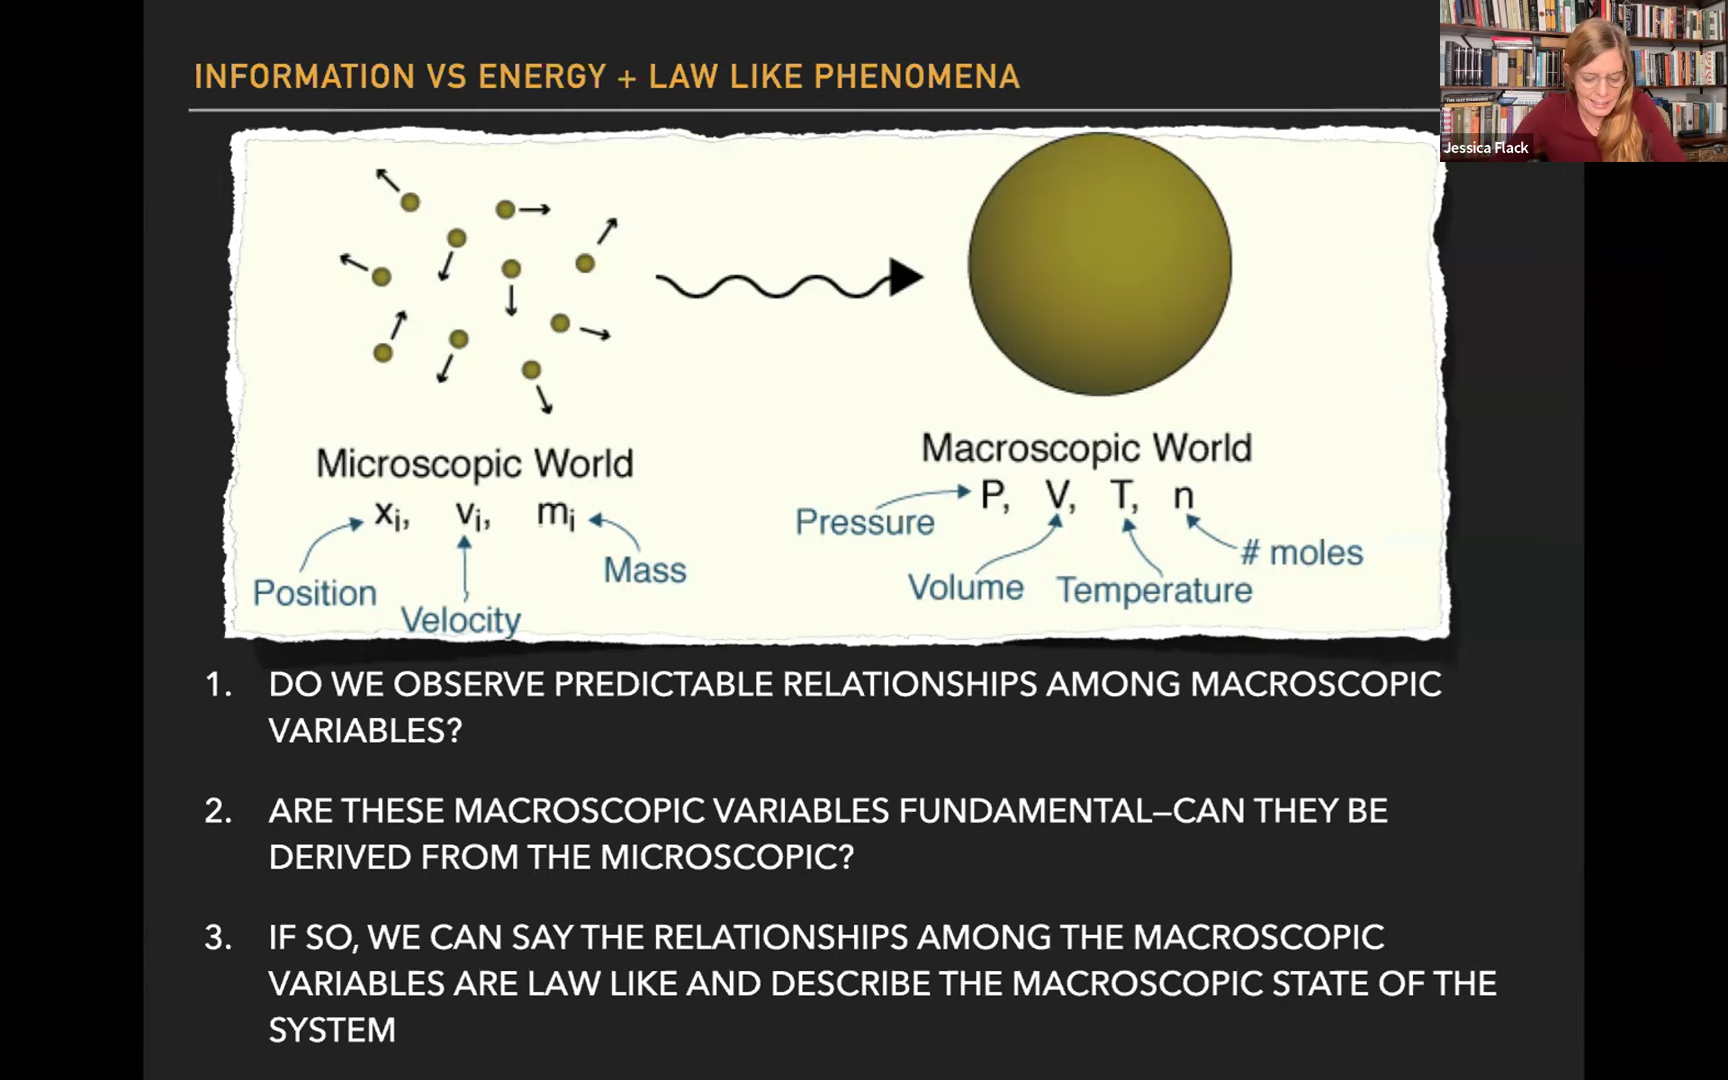 INFORMATION VS ENERGY + LAW LIKE PHENOMENA
Jessica Flack
Microscopic World
xi, vi, mi
Position
Velocity
Mass
Macroscopic World
P, V, T, n
Pressure
Volume
Temperature
# moles
1. DO WE OBSERVE PREDICTABLE RELATIONSHIPS AMONG MACROSCOPIC
VARIABLES?
2. ARE THESE MACROSCOPIC VARIABLES FUNDAMENTAL—CAN THEY BE
DERIVED FROM THE MICROSCOPIC?
3. IF SO, WE CAN SAY THE RELATIONSHIPS AMONG THE MACROSCOPIC
VARIABLES ARE LAW LIKE AND DESCRIBE THE MACROSCOPIC STATE OF THE
SYSTEM